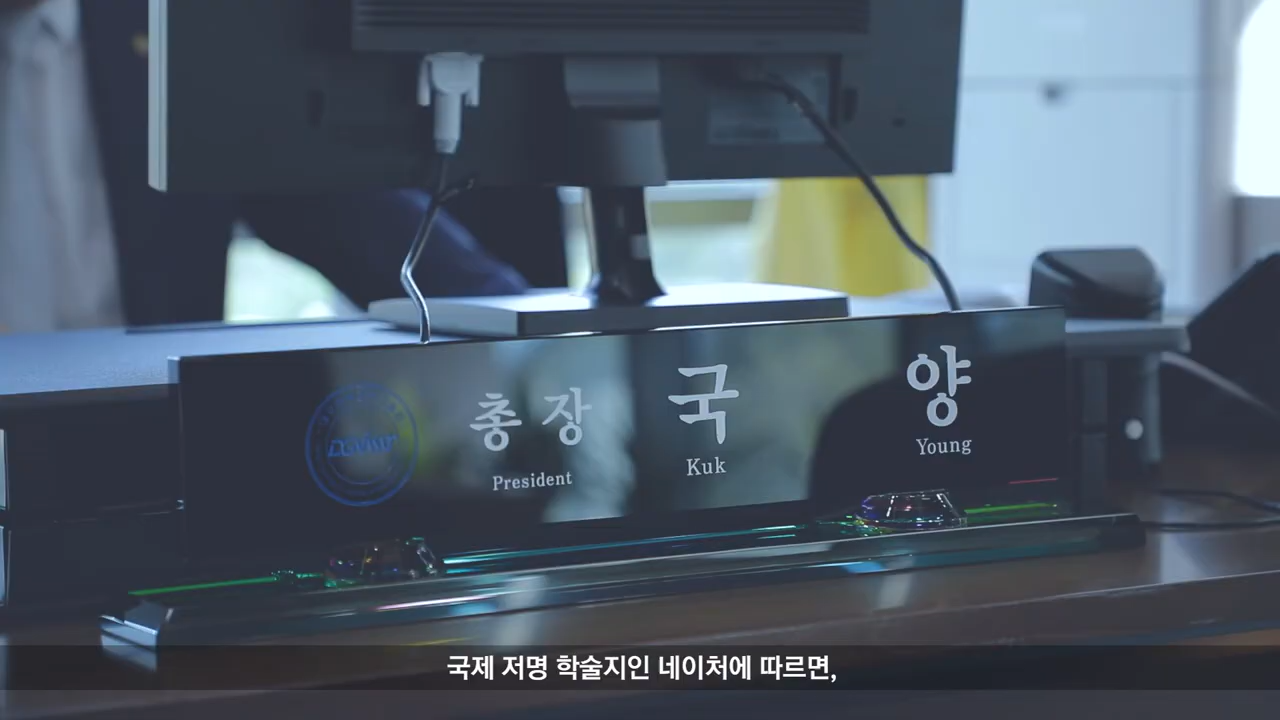 총장 국 양
President Kuk Young
DGIST
국제 저명 학술지인 네이처에 따르면,